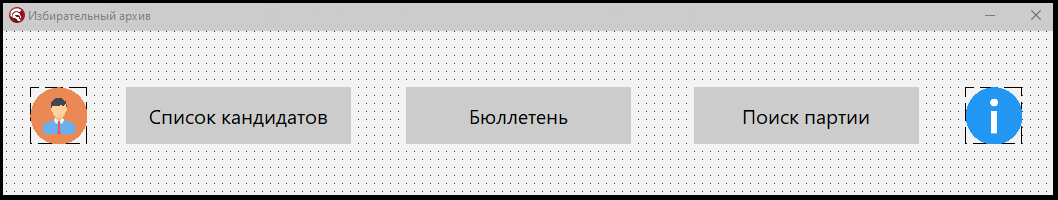 Избирательный архив
Список кандидатов
Бюллетень
Поиск партии